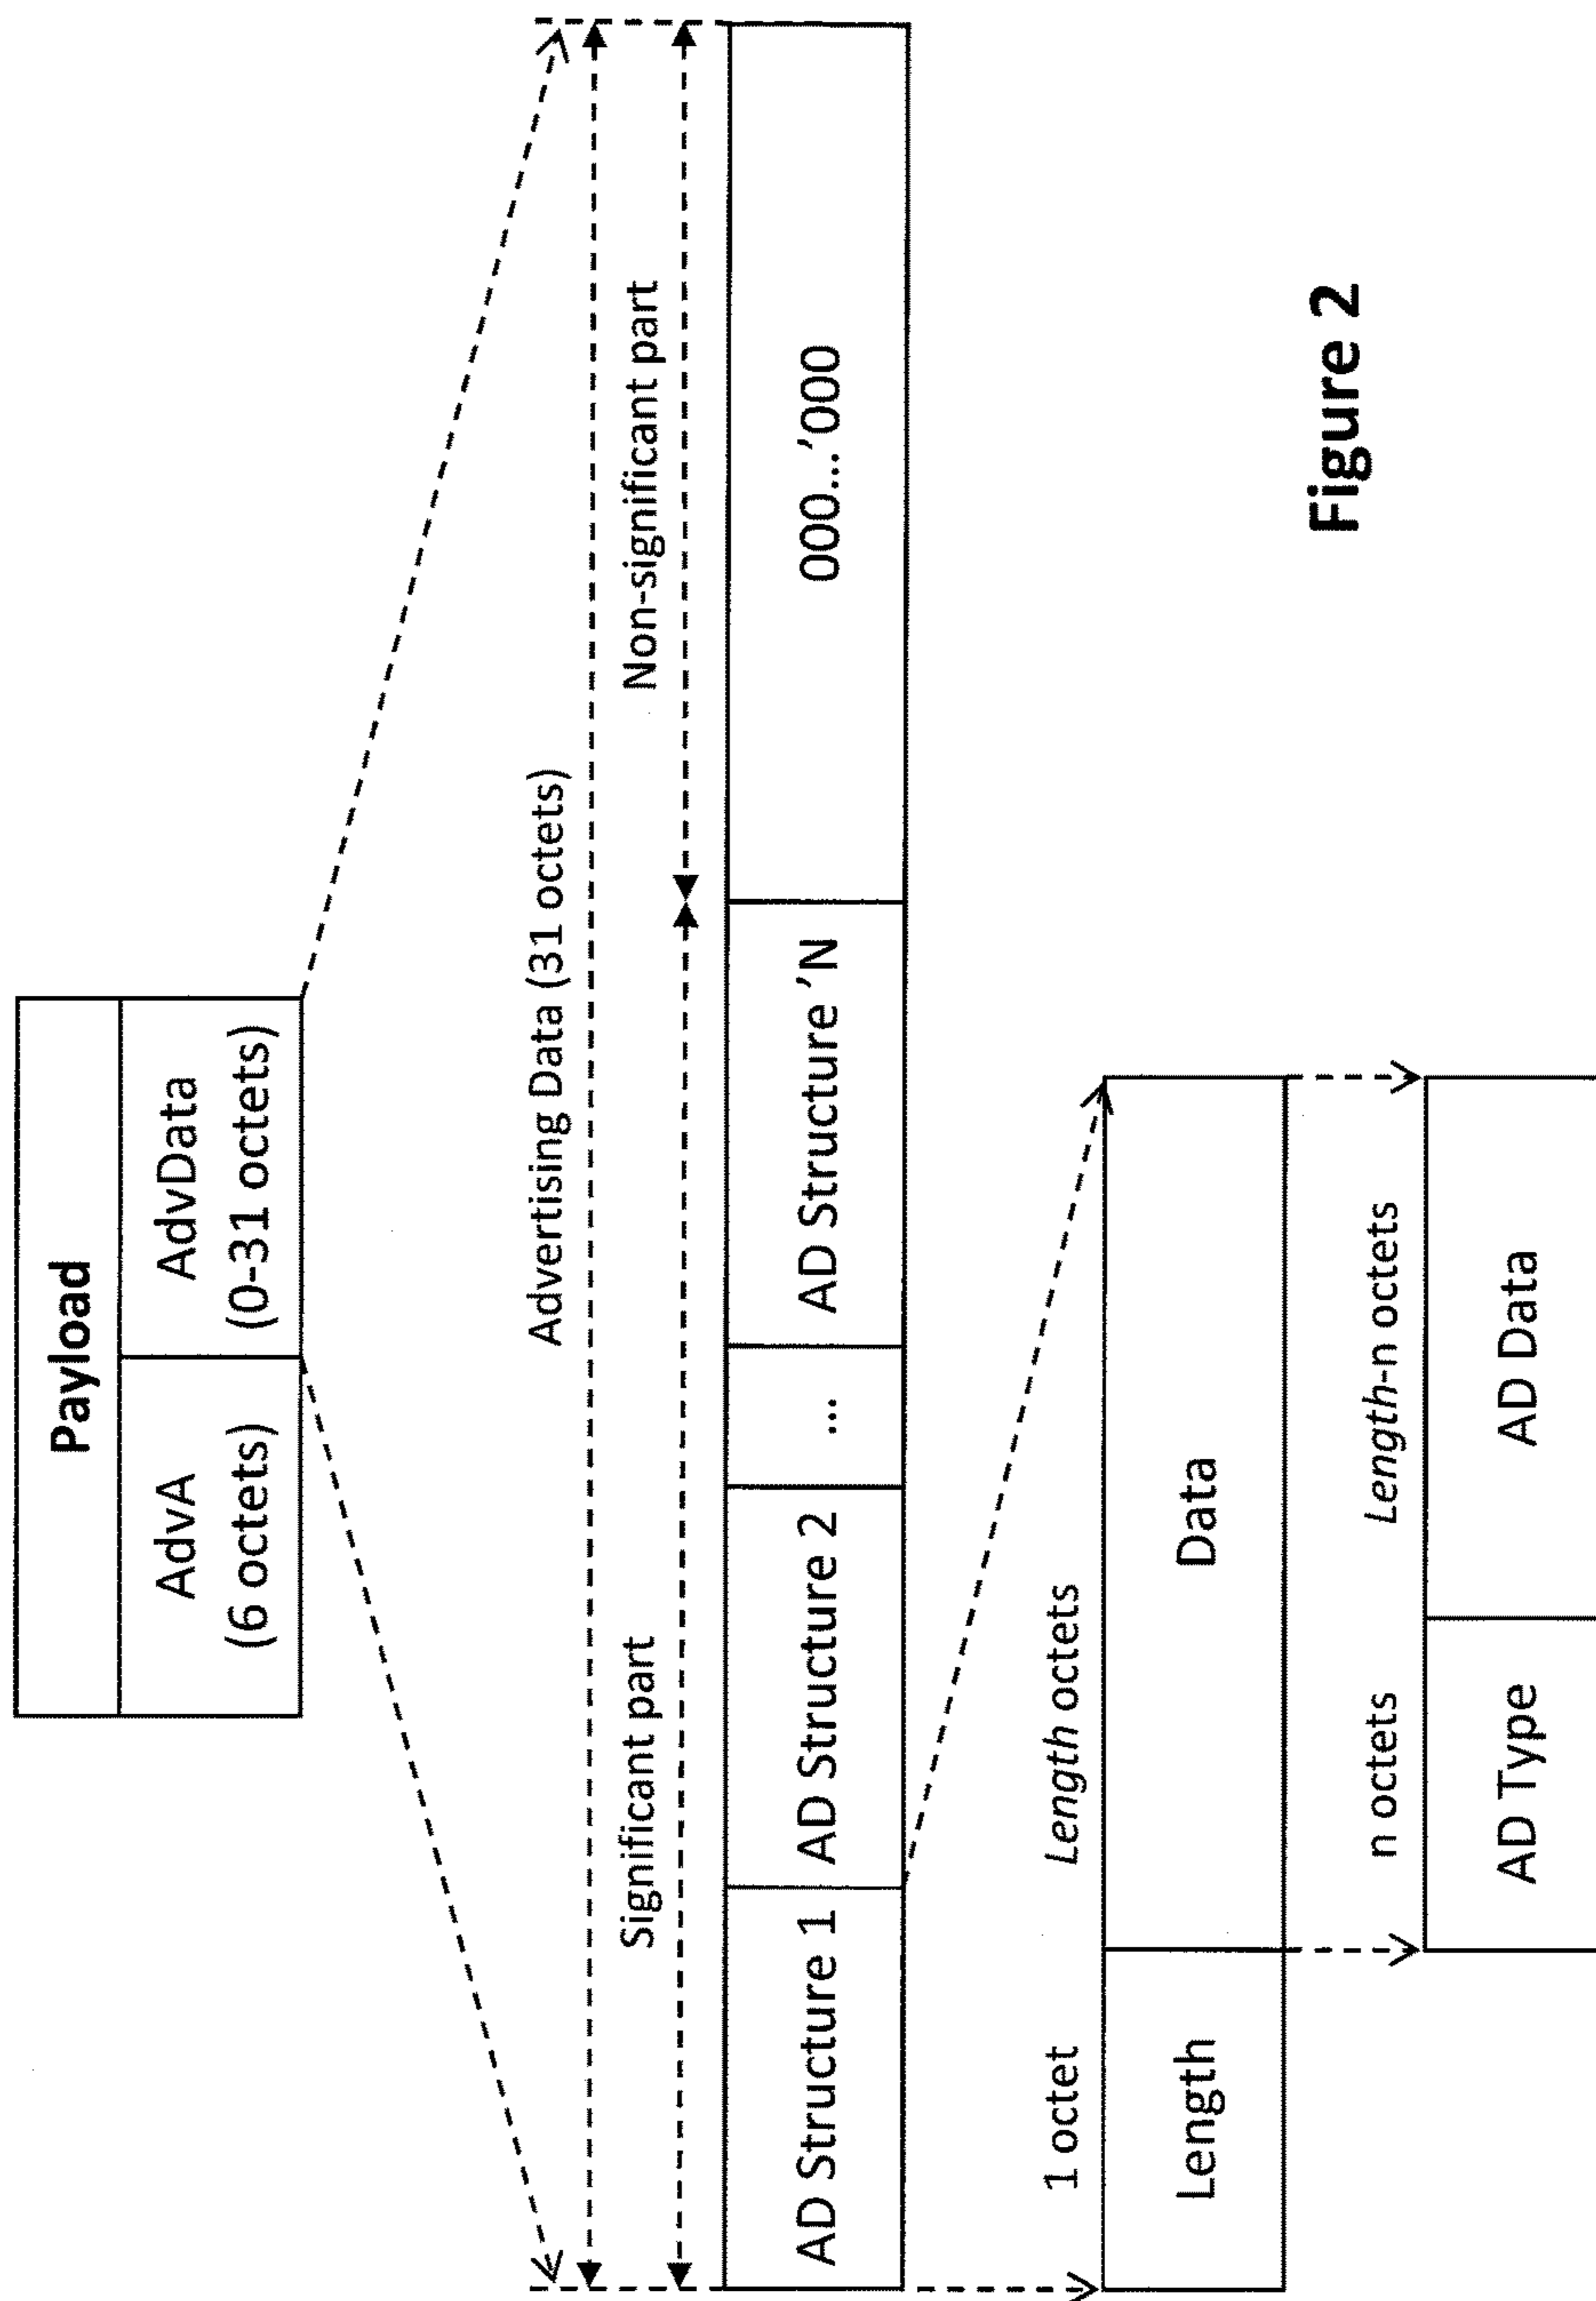 Payload
AdvA
(6 octets)
AdvData
(0-31 octets)
Advertising Data (31 octets)
Significant part
Non-significant part
AD Structure 1
AD Structure 2
...
AD Structure 'N
000...'000
1 octet
Length octets
Length
Data
n octets
Length-n octets
AD Type
AD Data
Figure 2